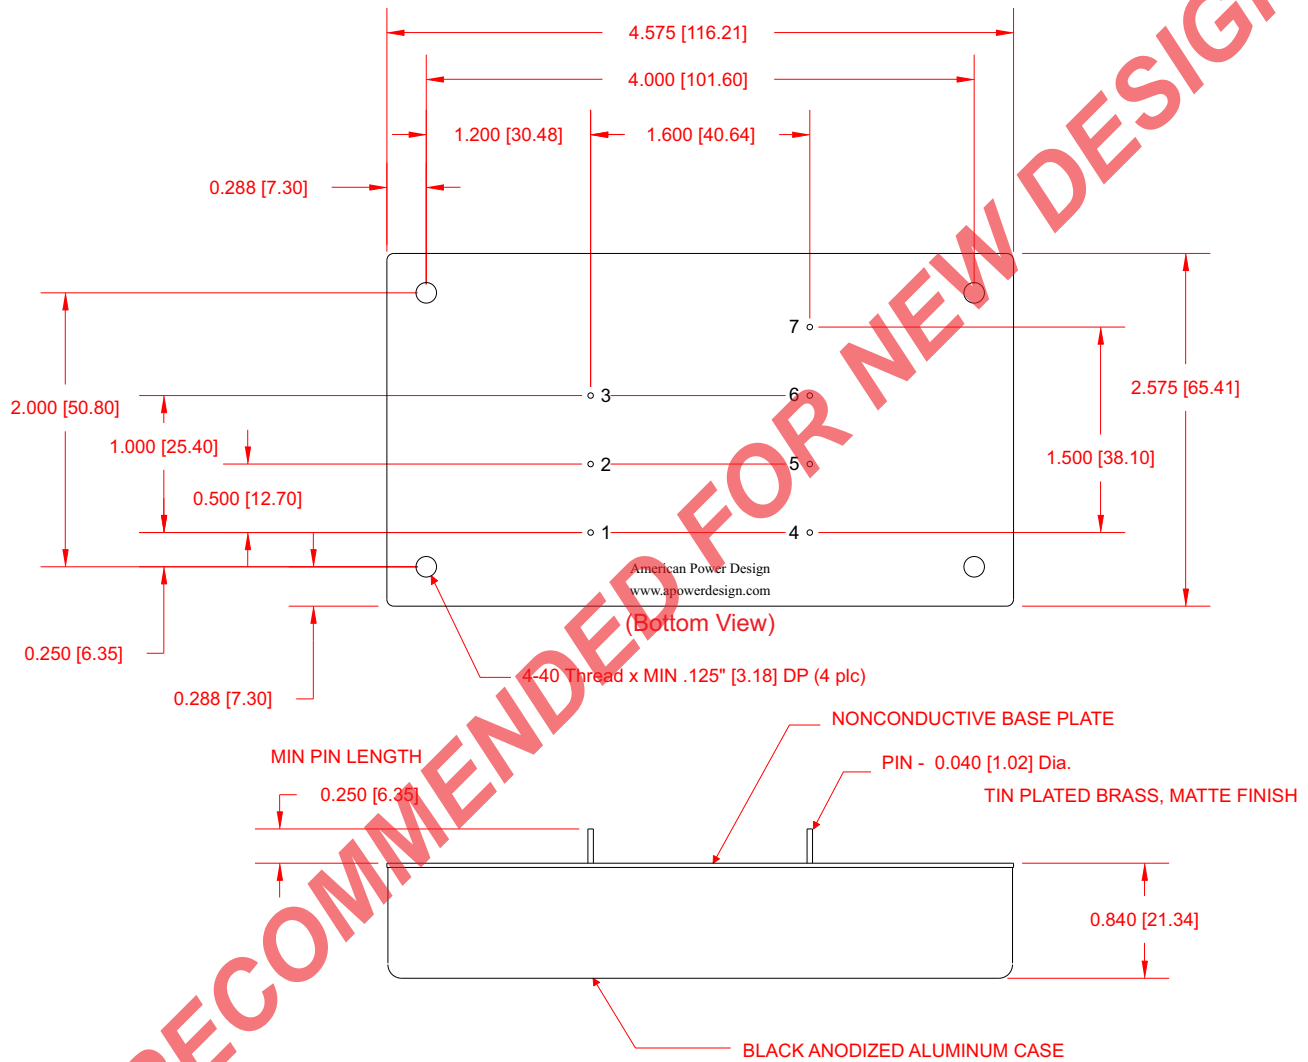 4.575 [116.21]
4.000 [101.60]
1.200 [30.48]
1.600 [40.64]
0.288 [7.30]
7
3
6
2.575 [65.41]
2.000 [50.80]
1.000 [25.40]
2
5
1.500 [38.10]
0.500 [12.70]
1
4
American Power Design
www.apowerdesign.com
(Bottom View)
0.250 [6.35]
4-40 Thread x MIN .125" [3.18] DP (4 plc)
0.288 [7.30]
NONCONDUCTIVE BASE PLATE
MIN PIN LENGTH
0.250 [6.35]
PIN - 0.040 [1.02] Dia.
TIN PLATED BRASS, MATTE FINISH
0.840 [21.34]
BLACK ANODIZED ALUMINUM CASE
RECOMMENDED FOR NEW DESIGN